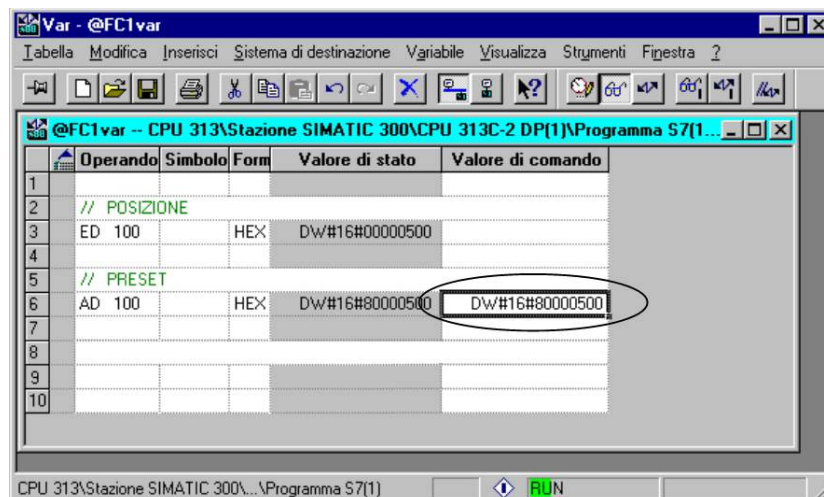 Var - @FC1var
Tabella Modifica Inserisci Sistema di destinazione Variabile Visualizza Strumenti Finestra ?
@FC1var -- CPU 313\Stazione SIMATIC 300\CPU 313C-2 DP(1)\Programma S7(1...
Operando Simbolo Form Valore di stato Valore di comando
1
2 // POSIZIONE
3 ED 100 HEX DW#16#00000500
4
5 // PRESET
6 AD 100 HEX DW#16#80000500 DW#16#80000500
7
8
9
10
CPU 313\Stazione SIMATIC 300\...\Programma S7(1) RUN